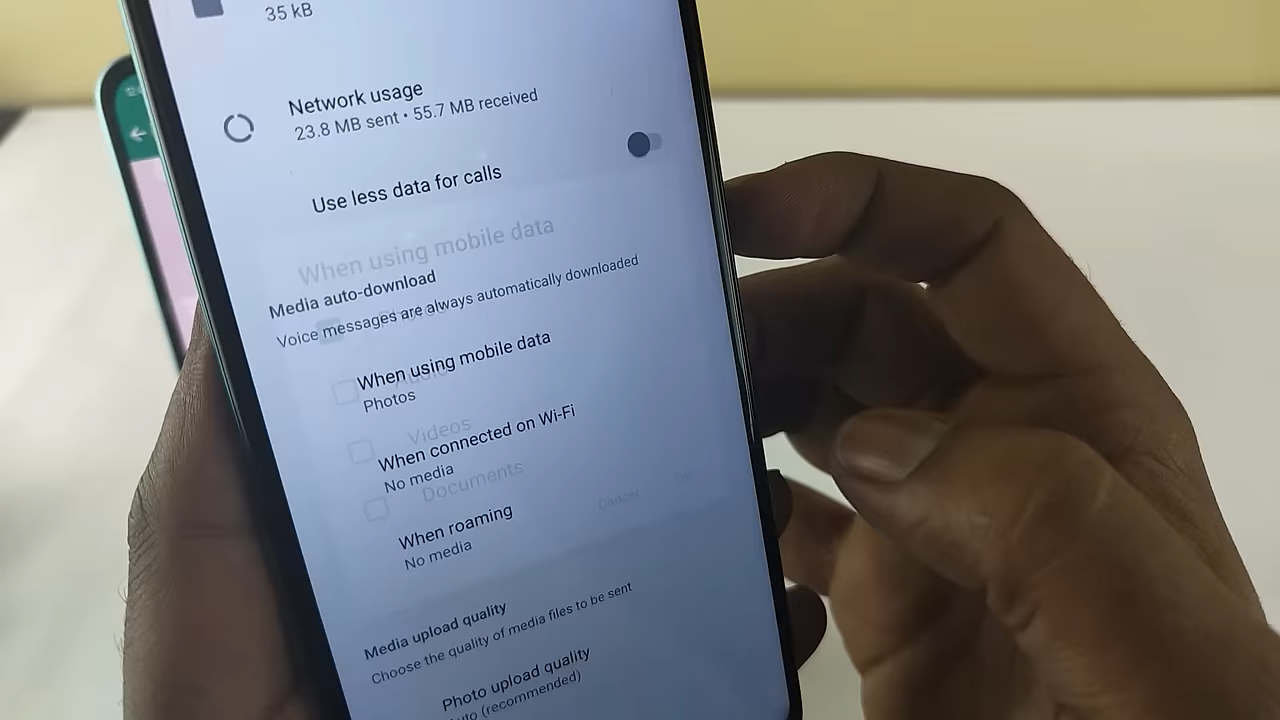 35 kB
Network usage
23.8 MB sent • 55.7 MB received
Use less data for calls
When using mobile data
Media auto-download
Voice messages are always automatically downloaded
When using mobile data
Photos
Videos
When connected on Wi-Fi
No media
Documents
Cancel
When roaming
No media
Media upload quality
Choose the quality of media files to be sent
Photo upload quality
Auto (recommended)